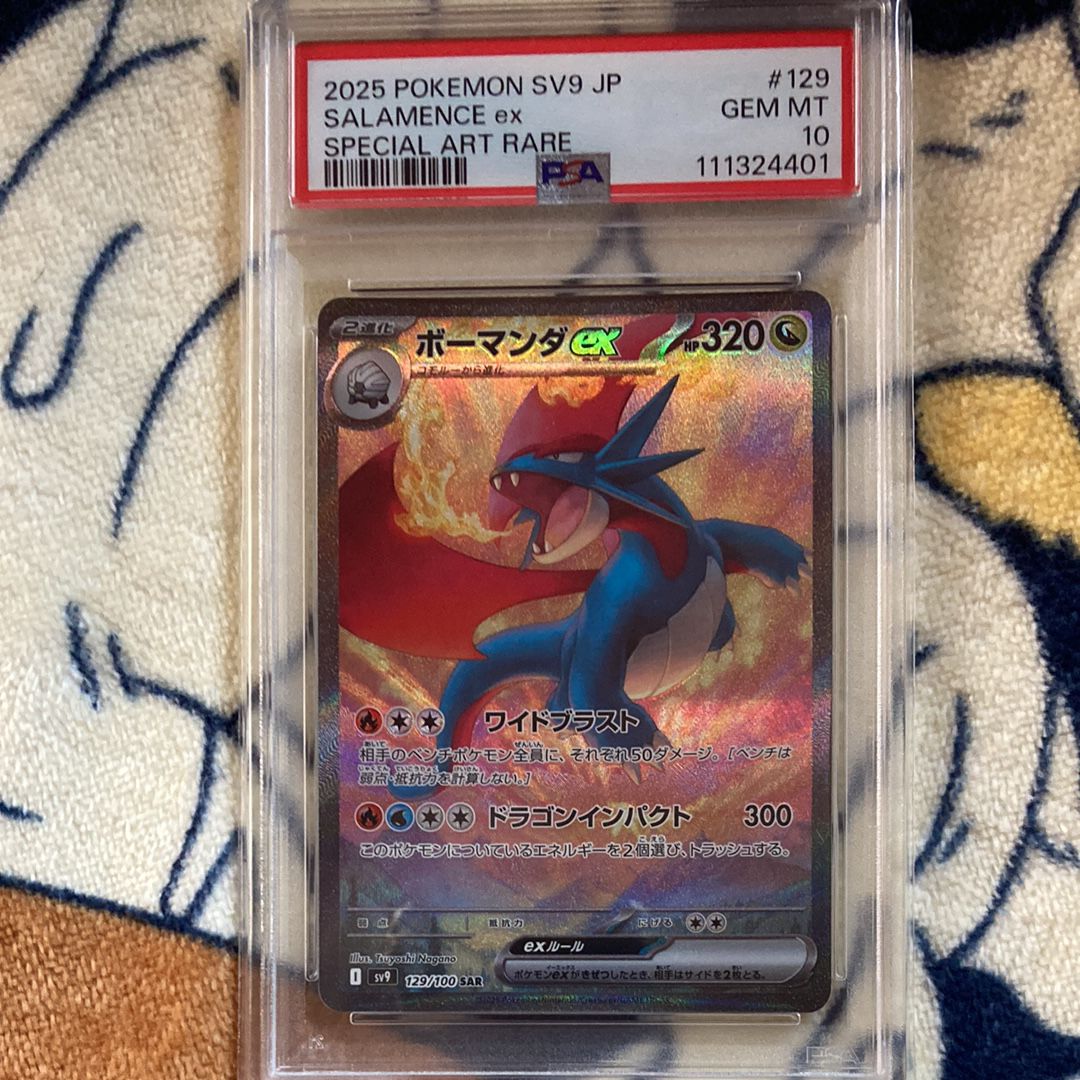 2025 POKEMON SV9 JP #129
SALAMENCE ex GEM MT
SPECIAL ART RARE 10
PSA 111324401
2進化 ボーマンダex HP320
コモルーから進化
ワイドブラスト
相手のベンチポケモン全員に、それぞれ50ダメージ。[ベンチは
弱点・抵抗力を計算しない。]
ドラゴンインパクト 300
このポケモンについているエネルギーを2個選び、トラッシュする。
弱点 抵抗力 にげる
exルール
ポケモンexがきぜつしたとき、相手はサイドを2枚とる。
Illus. Tsuyoshi Nagano
I sv9 129/100 SAR
PSA